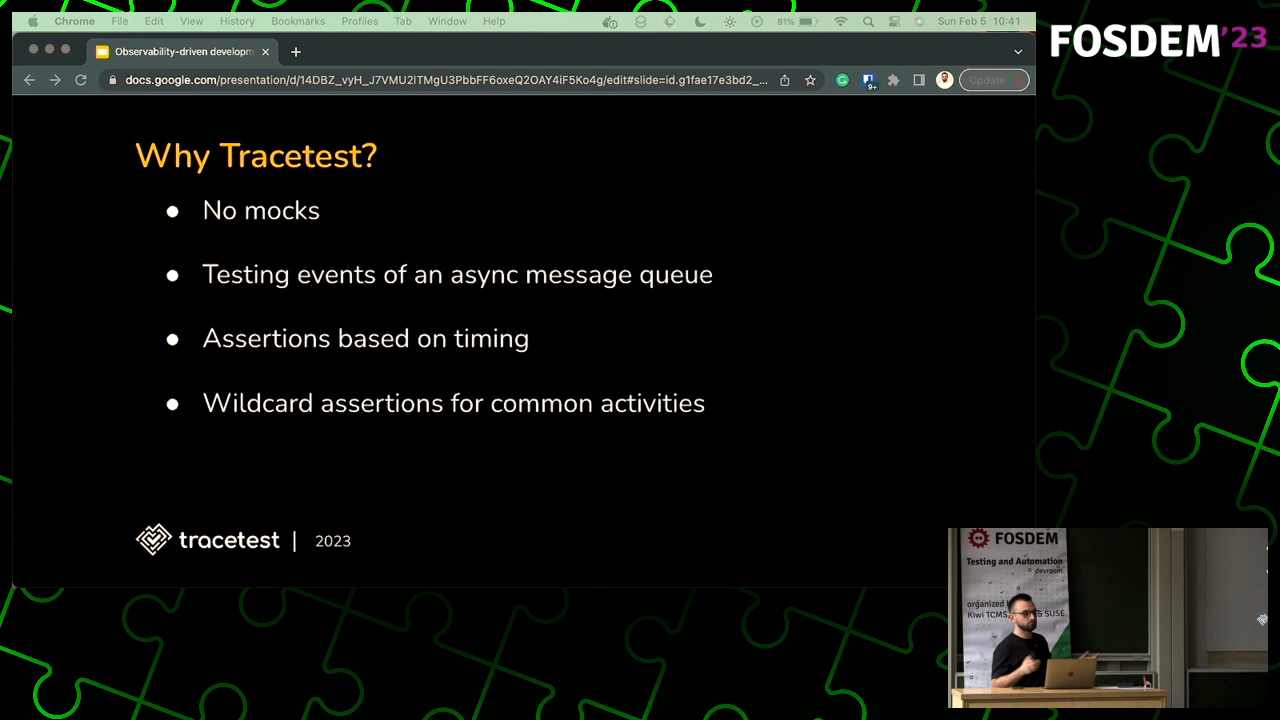 Chrome File Edit View History Bookmarks Profiles Tab Window Help 81% Sun Feb 5 10:41
FOSDEM'23
Observability-driven developm
docs.google.com/presentation/d/14DBZ_vyH_J7VMU2lTMgU3PbbFF6oxeQ2OAY4iF5Ko4g/edit#slide=id.g1fae17e3bd2_...
9+
Update
Why Tracetest?
● No mocks
● Testing events of an async message queue
● Assertions based on timing
● Wildcard assertions for common activities
tracetest | 2023
FOSDEM
Testing and Automation
devroom
organized
Kiwi TCMS, & SUSE